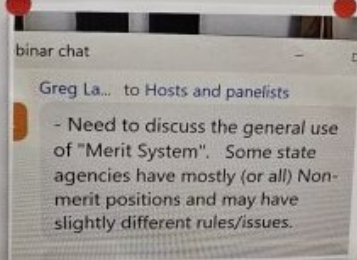 binar chat
Greg La... to Hosts and panelists
- Need to discuss the general use
of "Merit System". Some state
agencies have mostly (or all) Non-
merit positions and may have
slightly different rules/issues.